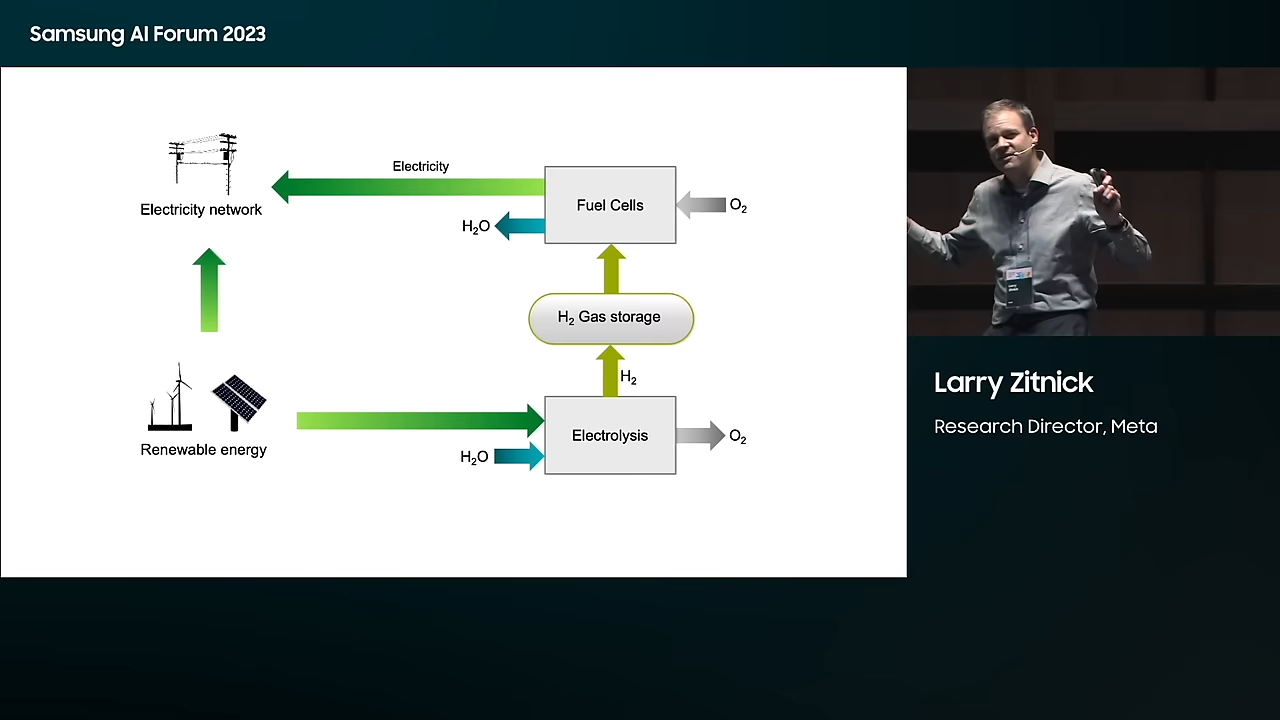 Samsung AI Forum 2023
Electricity
Electricity network
Fuel Cells
O₂
H₂O
H₂ Gas storage
H₂
Renewable energy
Electrolysis
H₂O
O₂
Larry Zitnick
Research Director, Meta